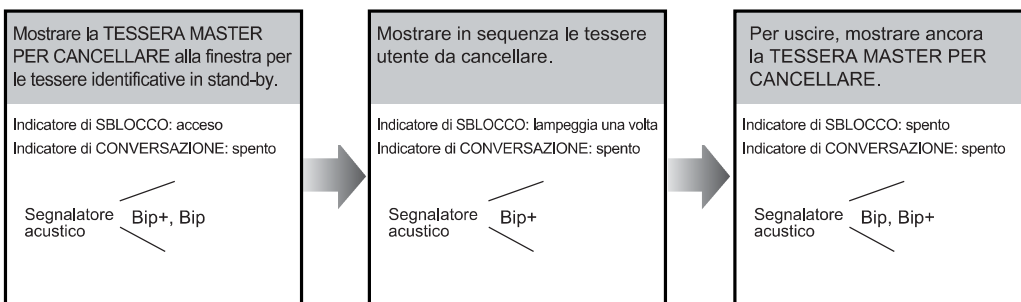 Mostrare la TESSERA MASTER
PER CANCELLARE alla finestra per
le tessere identificative in stand-by.
Indicatore di SBLOCCO: acceso
Indicatore di CONVERSAZIONE: spento
Segnalatore
acustico
Bip+, Bip
Mostrare in sequenza le tessere
utente da cancellare.
Indicatore di SBLOCCO: lampeggia una volta
Indicatore di CONVERSAZIONE: spento
Segnalatore
acustico
Bip+
Per uscire, mostrare ancora
la TESSERA MASTER PER
CANCELLARE.
Indicatore di SBLOCCO: spento
Indicatore di CONVERSAZIONE: spento
Segnalatore
acustico
Bip, Bip+